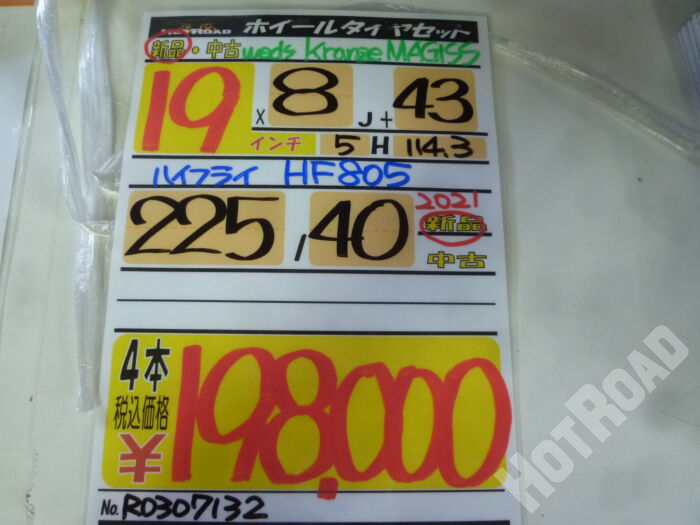 HOTROAD ホイールタイヤセット
新品・中古 weds Kranze MAGISS
19 × 8 J + 43
インチ 5 H 114.3
ハイフライ HF805
2021
225 / 40 新品
中古
4本
税込価格
¥198,000
No. R0307132
HOTROAD